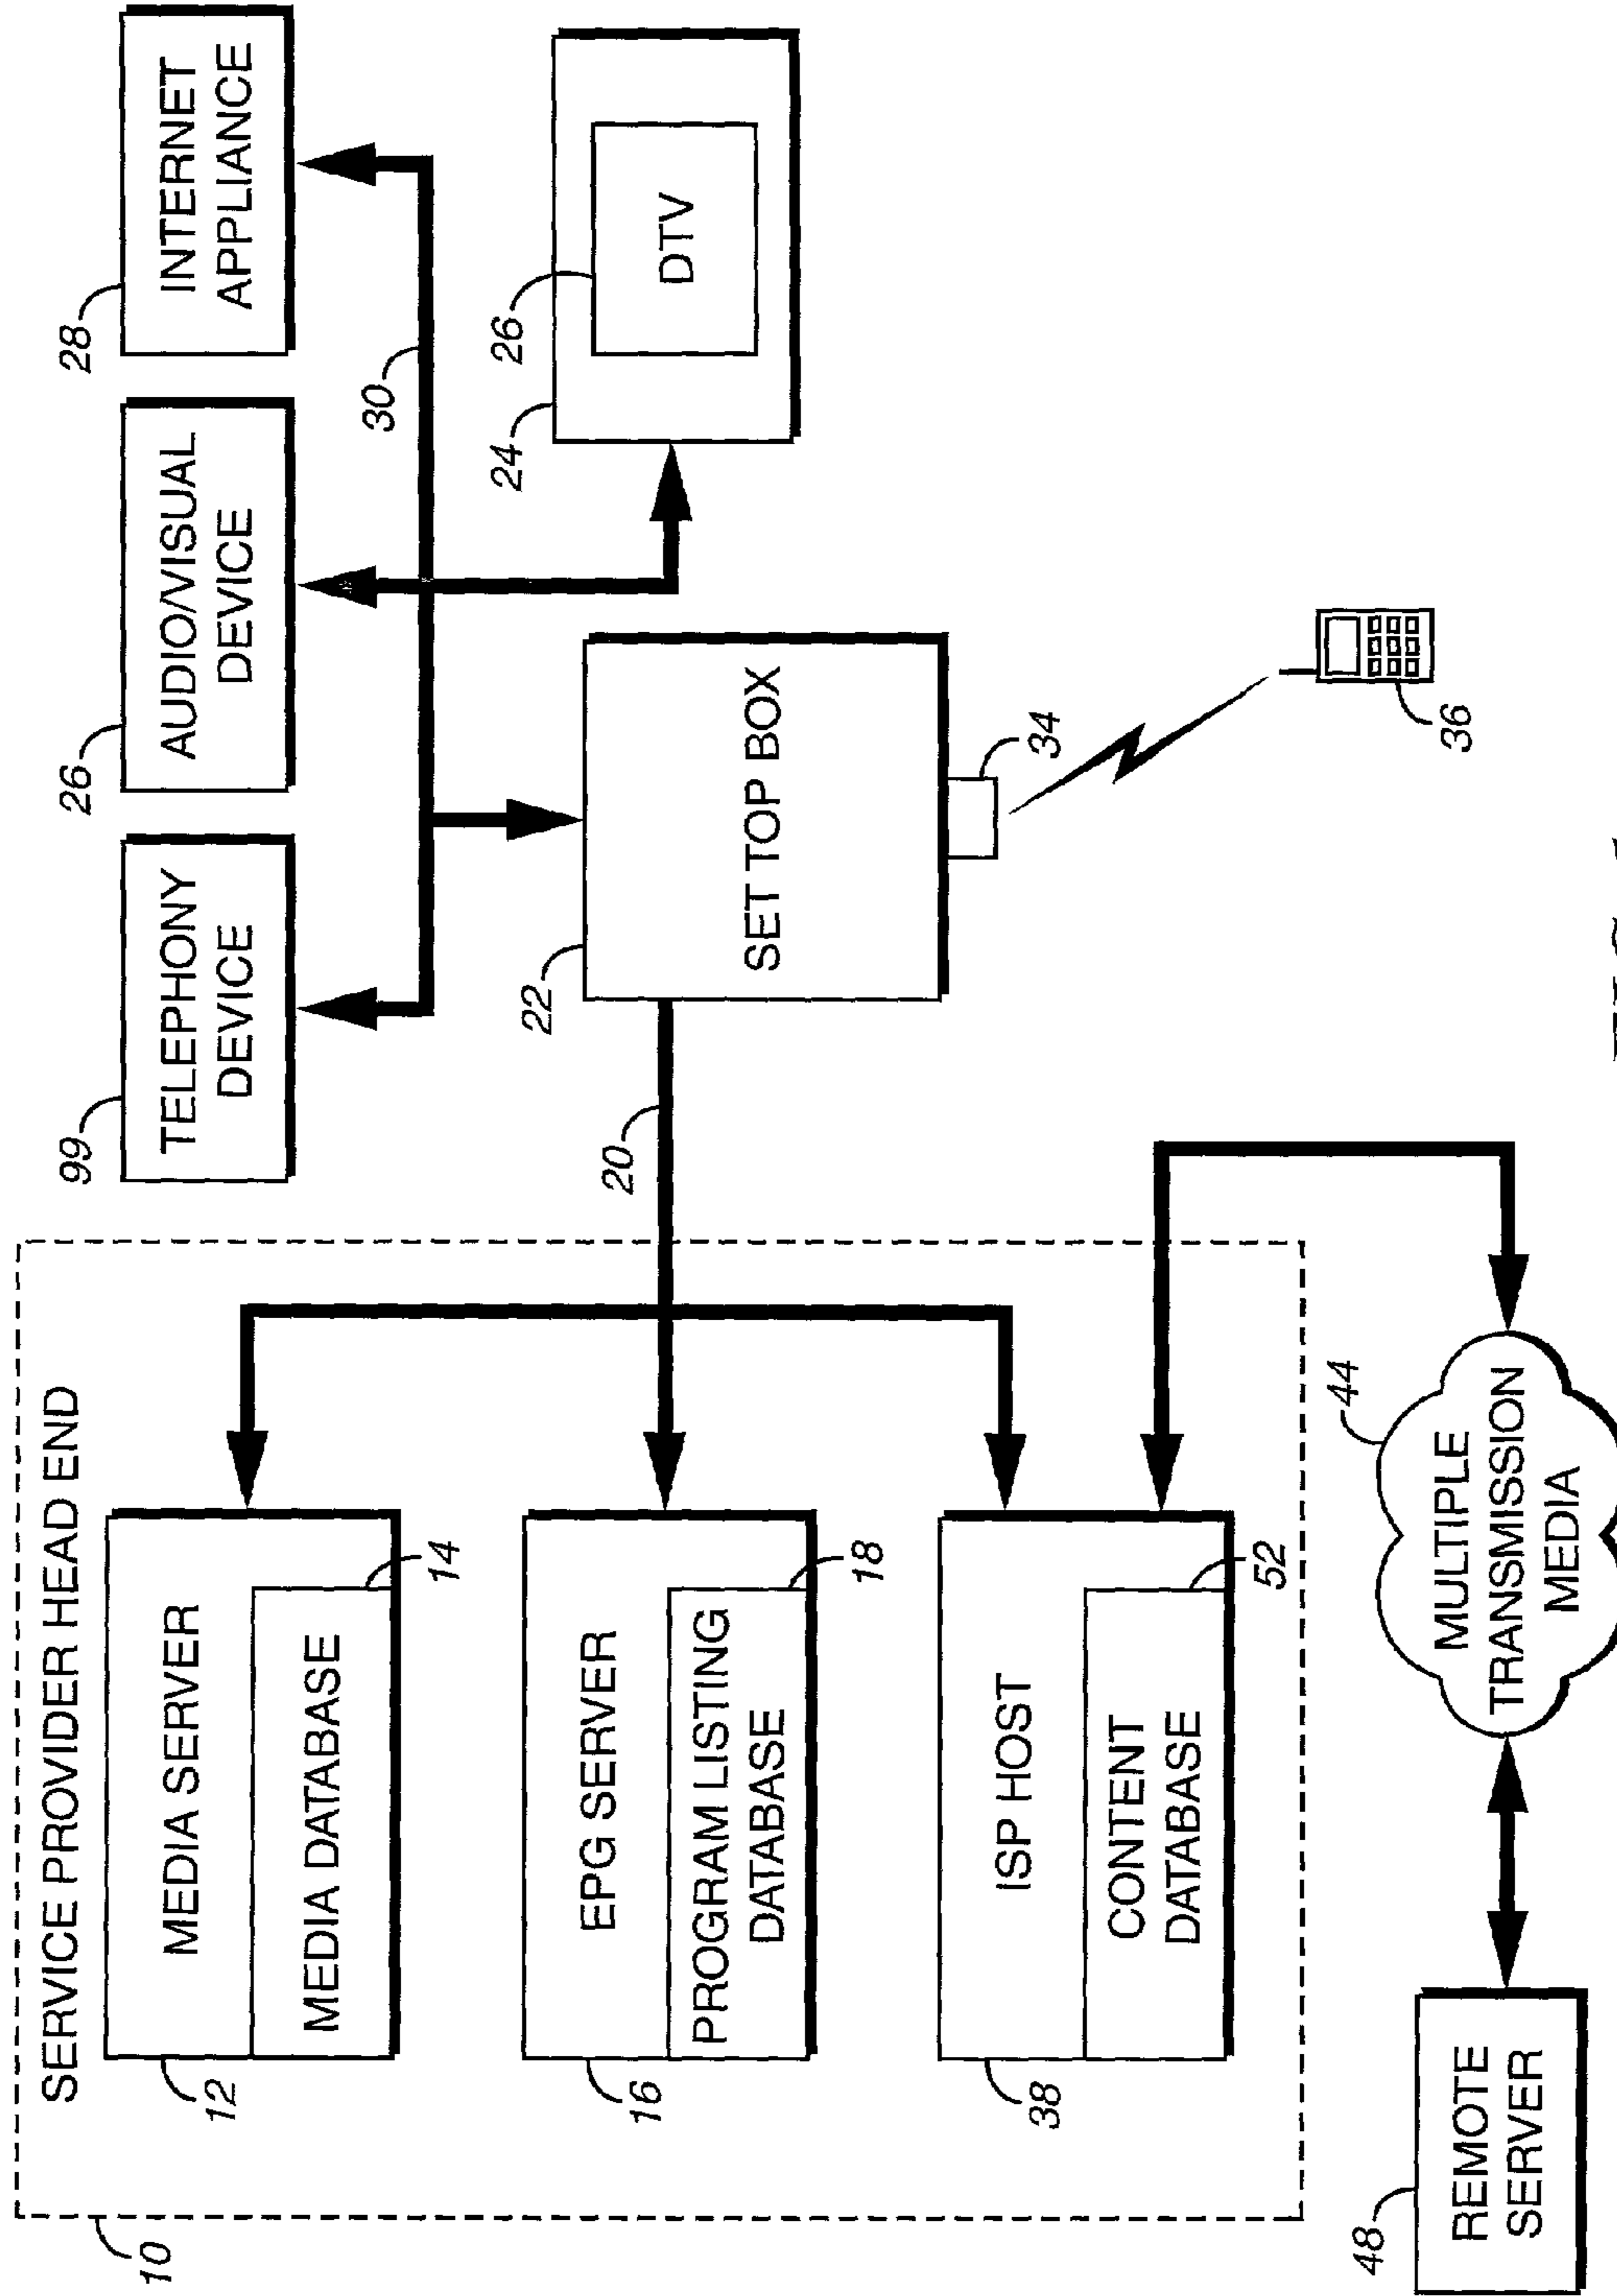 SERVICE PROVIDER HEAD END
10
12
MEDIA SERVER
MEDIA DATABASE
14
16
EPG SERVER
PROGRAM LISTING
DATABASE
18
38
ISP HOST
CONTENT
DATABASE
52
48
REMOTE
SERVER
44
MULTIPLE
TRANSMISSION
MEDIA
20
22
SET TOP BOX
34
36
99
TELEPHONY
DEVICE
26
AUDIO/VISUAL
DEVICE
28
INTERNET
APPLIANCE
30
24
26
DTV